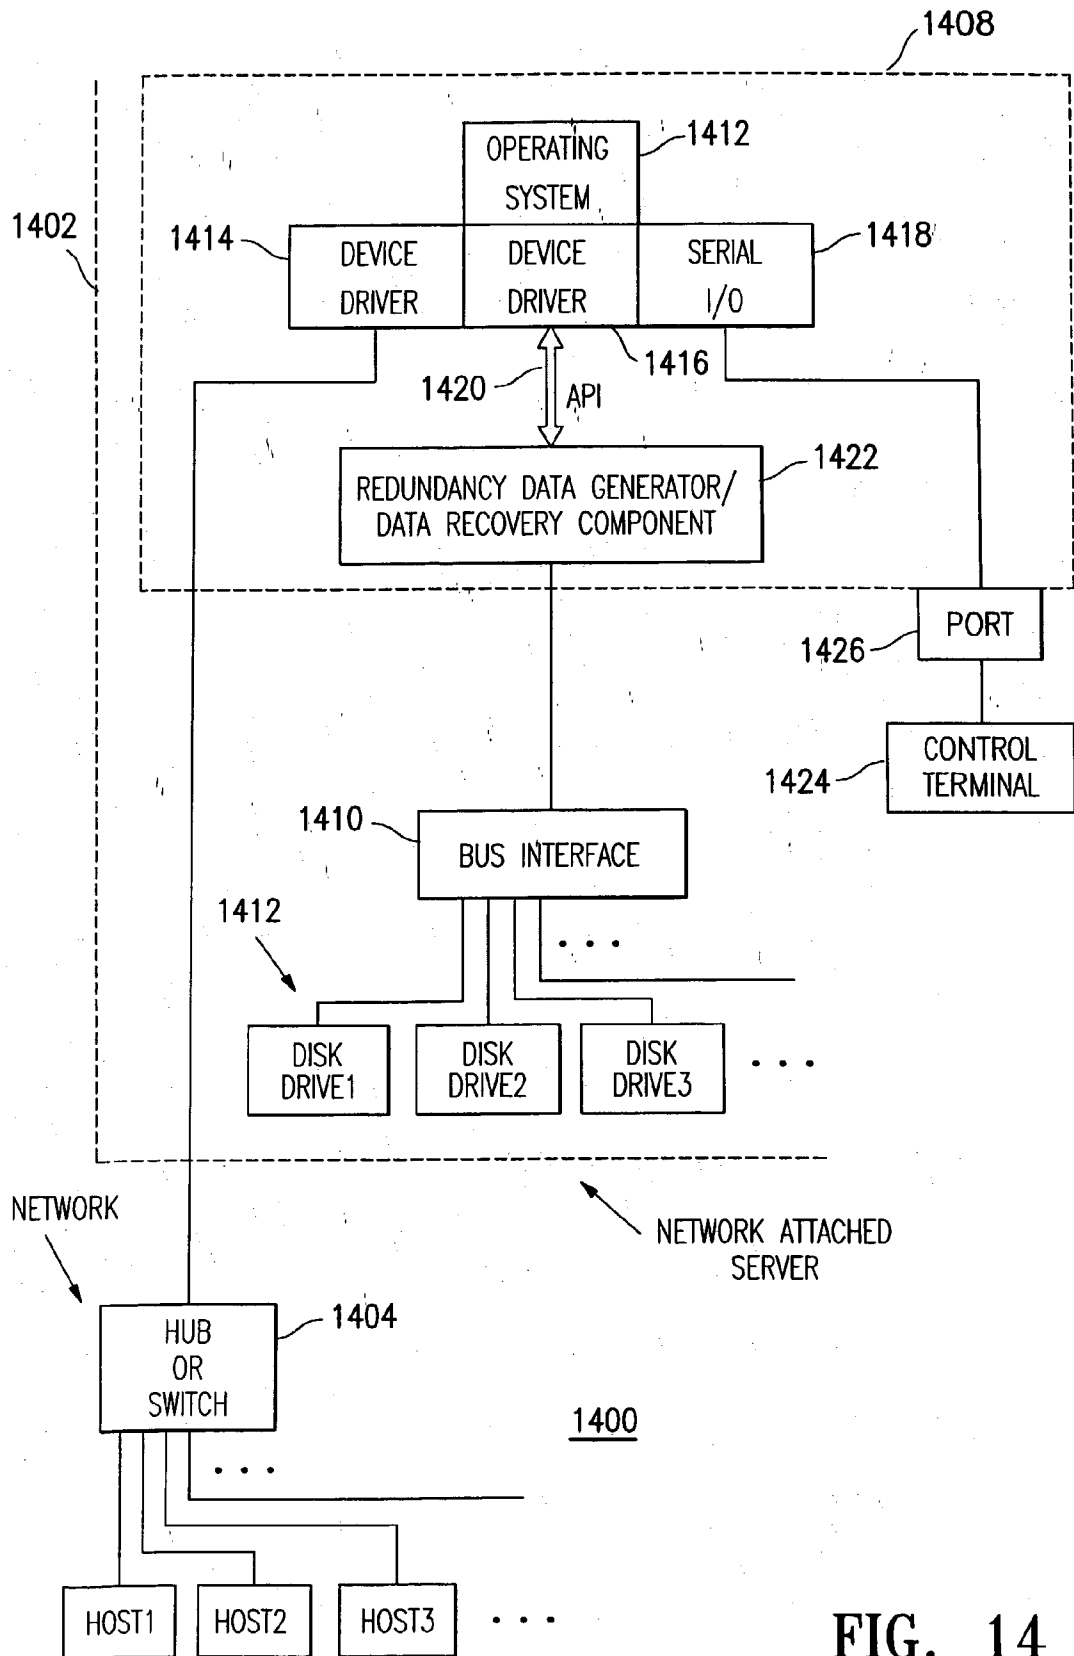 1408
OPERATING
SYSTEM
1412
1402
1414
DEVICE
DRIVER
DEVICE
DRIVER
SERIAL
I/O
1418
1416
1420
API
1422
REDUNDANCY DATA GENERATOR/
DATA RECOVERY COMPONENT
PORT
1426
CONTROL
TERMINAL
1424
1410
BUS INTERFACE
1412
• • •
DISK
DRIVE1
DISK
DRIVE2
DISK
DRIVE3
• • •
NETWORK
NETWORK ATTACHED
SERVER
HUB
OR
SWITCH
1404
1400
• • •
HOST1
HOST2
HOST3
• • •
FIG. 14